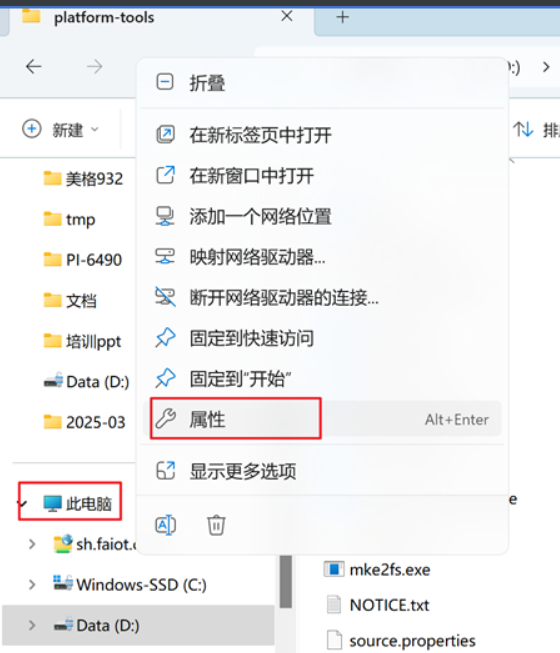 platform-tools
新建
折叠
在新标签页中打开
在新窗口中打开
添加一个网络位置
映射网络驱动器...
断开网络驱动器的连接...
固定到快速访问
固定到"开始"
属性
Alt+Enter
显示更多选项
美格932
tmp
PI-6490
文档
培训ppt
Data (D:)
2025-03
此电脑
sh.faiot.
Windows-SSD (C:)
Data (D:)
mke2fs.exe
NOTICE.txt
source.properties